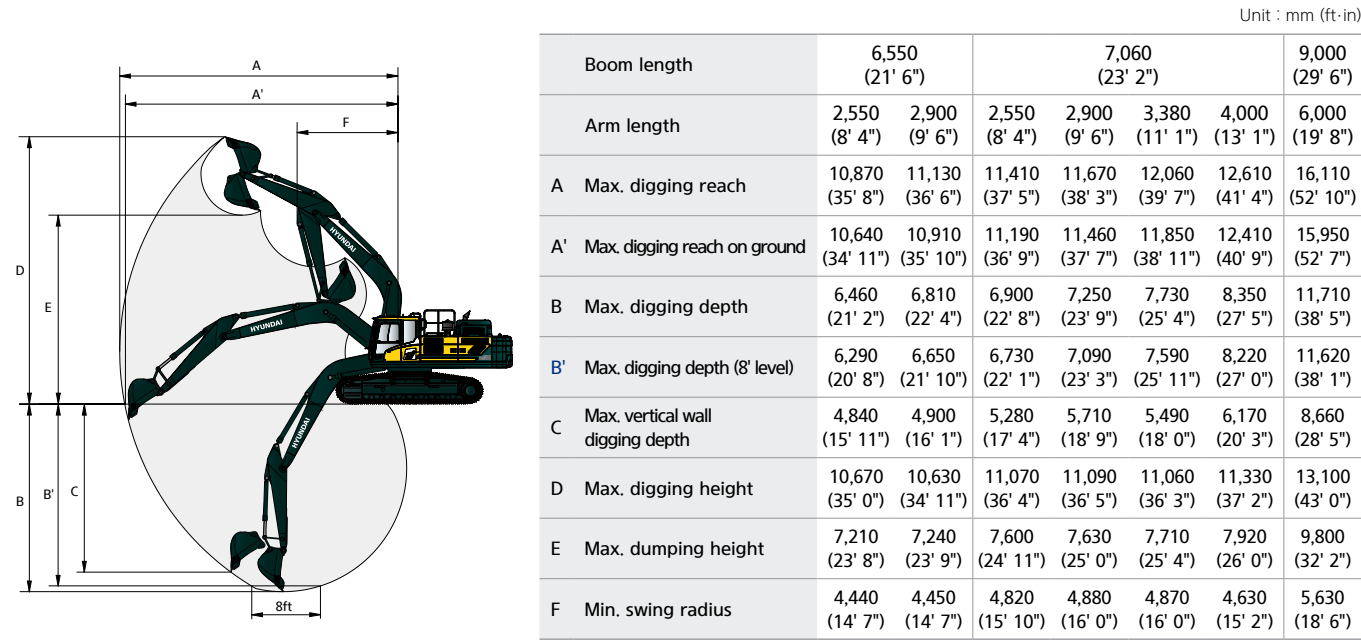 Unit : mm (ft·in)
A
A'
F
D
E
HYUNDAI
HYUNDAI
HYUNDAI
B
B'
C
8ft
Boom length 6,550 7,060 9,000
(21' 6") (23' 2") (29' 6")
Arm length 2,550 2,900 2,550 2,900 3,380 4,000 6,000
(8' 4") (9' 6") (8' 4") (9' 6") (11' 1") (13' 1") (19' 8")
A Max. digging reach 10,870 11,130 11,410 11,670 12,060 12,610 16,110
(35' 8") (36' 6") (37' 5") (38' 3") (39' 7") (41' 4") (52' 10")
A' Max. digging reach on ground 10,640 10,910 11,190 11,460 11,850 12,410 15,950
(34' 11") (35' 10") (36' 9") (37' 7") (38' 11") (40' 9") (52' 7")
B Max. digging depth 6,460 6,810 6,900 7,250 7,730 8,350 11,710
(21' 2") (22' 4") (22' 8") (23' 9") (25' 4") (27' 5") (38' 5")
B' Max. digging depth (8' level) 6,290 6,650 6,730 7,090 7,590 8,220 11,620
(20' 8") (21' 10") (22' 1") (23' 3") (25' 11") (27' 0") (38' 1")
C Max. vertical wall digging depth 4,840 4,900 5,280 5,710 5,490 6,170 8,660
(15' 11") (16' 1") (17' 4") (18' 9") (18' 0") (20' 3") (28' 5")
D Max. digging height 10,670 10,630 11,070 11,090 11,060 11,330 13,100
(35' 0") (34' 11") (36' 4") (36' 5") (36' 3") (37' 2") (43' 0")
E Max. dumping height 7,210 7,240 7,600 7,630 7,710 7,920 9,800
(23' 8") (23' 9") (24' 11") (25' 0") (25' 4") (26' 0") (32' 2")
F Min. swing radius 4,440 4,450 4,820 4,880 4,870 4,630 5,630
(14' 7") (14' 7") (15' 10") (16' 0") (16' 0") (15' 2") (18' 6")